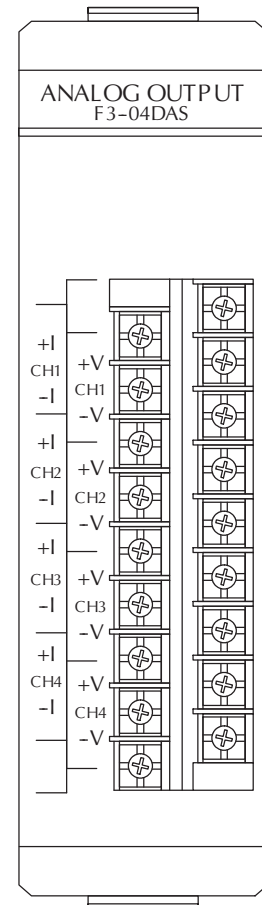 ANALOG OUTPUT
F3-04DAS
+I
CH1
-I
+V
CH1
-V
+I
CH2
-I
+V
CH2
-V
+I
CH3
-I
+V
CH3
-V
+I
CH4
-I
+V
CH4
-V